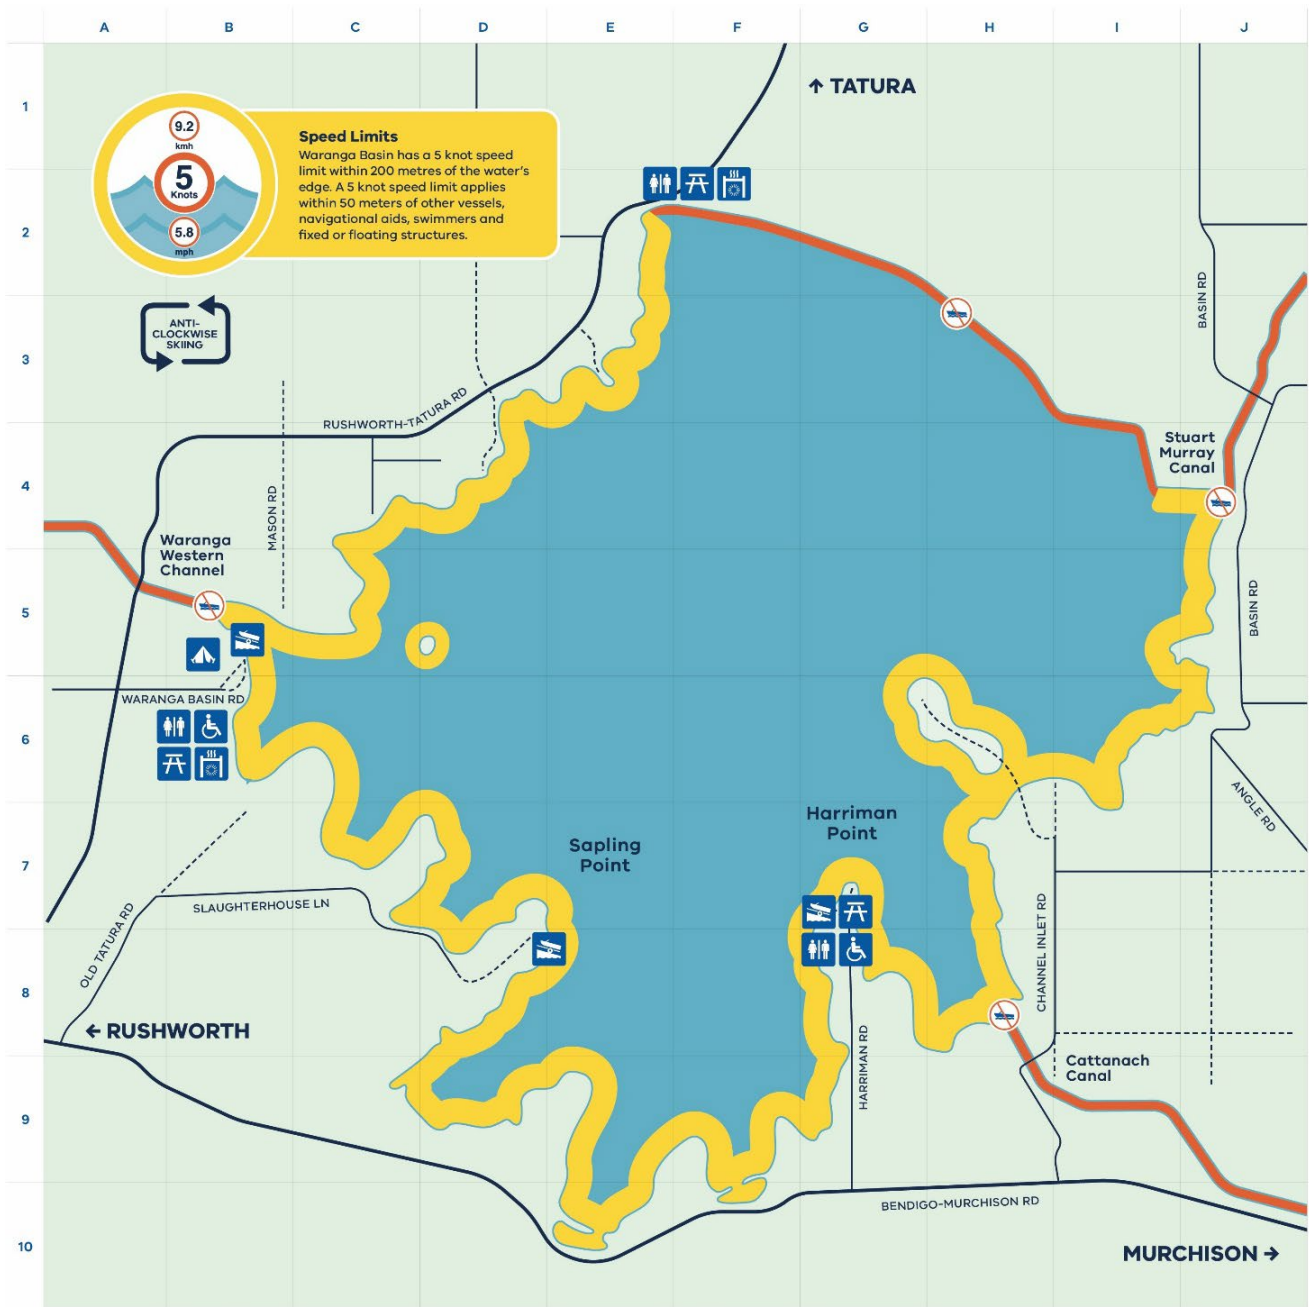 A B C D E F G H I J
1
2
3
4
5
6
7
8
9
10
↑ TATURA
9.2
kmh
5
Knots
5.8
mph
Speed Limits
Waranga Basin has a 5 knot speed
limit within 200 metres of the water's
edge. A 5 knot speed limit applies
within 50 meters of other vessels,
navigational aids, swimmers and
fixed or floating structures.
ANTI-
CLOCKWISE
SKIING
BASIN RD
RUSHWORTH-TATURA RD
Stuart
Murray
Canal
MASON RD
Waranga
Western
Channel
BASIN RD
WARANGA BASIN RD
ANGLE RD
Harriman
Point
Sapling
Point
SLAUGHTERHOUSE LN
OLD TATURA RD
CHANNEL INLET RD
← RUSHWORTH
HARRIMAN RD
Cattanach
Canal
BENDIGO-MURCHISON RD
MURCHISON →